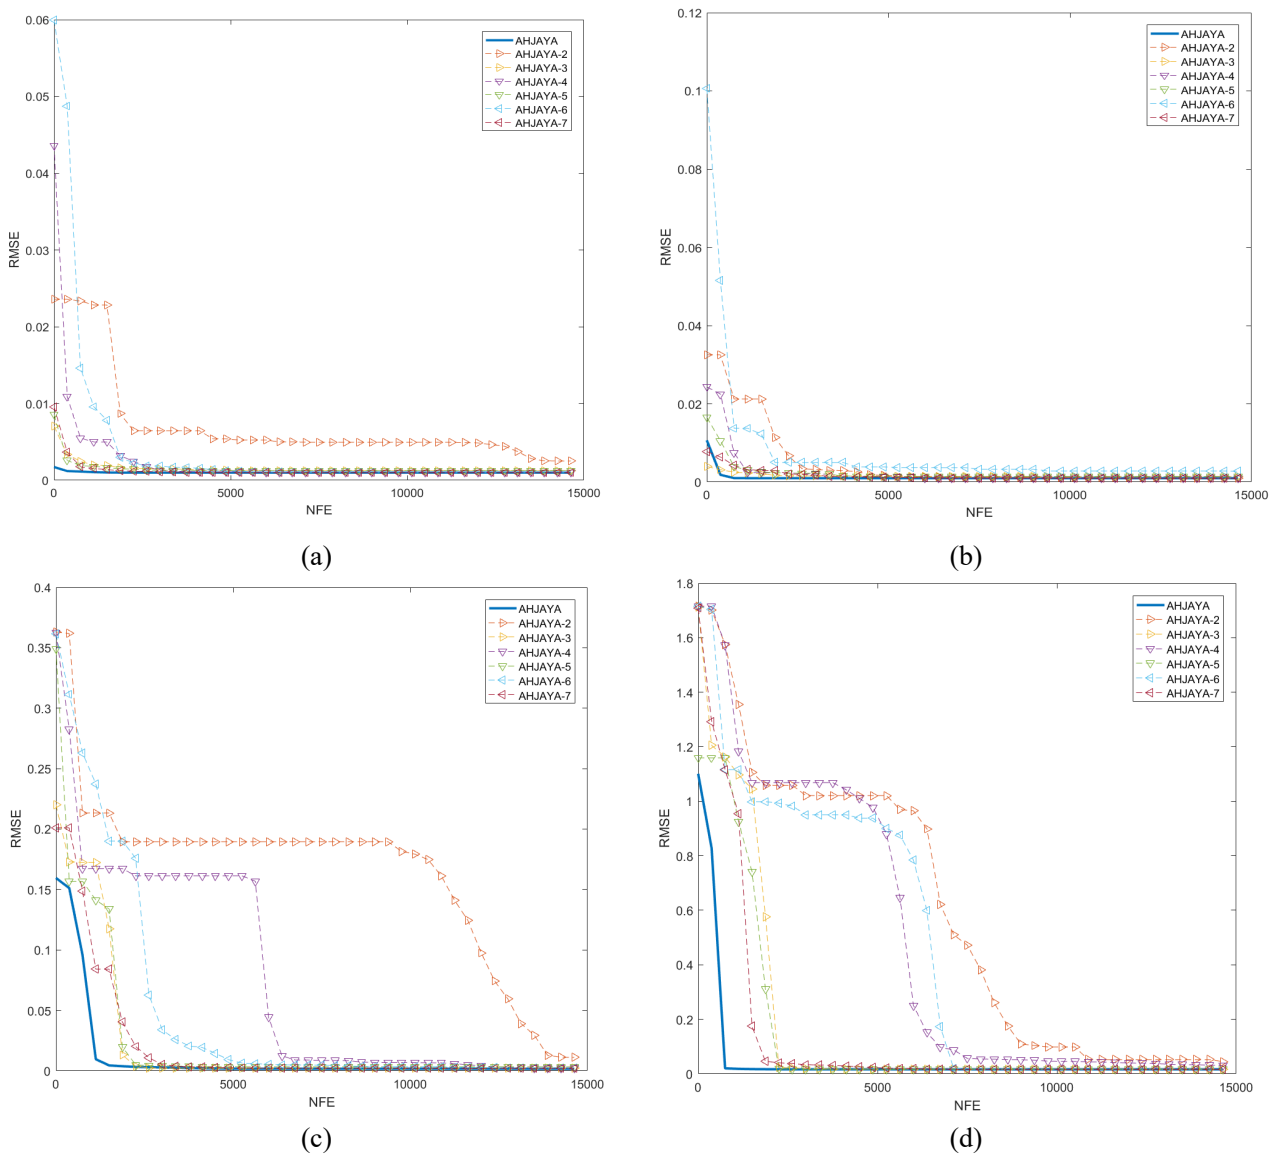 0.06
0.05
0.04
0.03
0.02
0.01
0
RMSE
0
5000
10000
15000
NFE
AHJAYA
AHJAYA-2
AHJAYA-3
AHJAYA-4
AHJAYA-5
AHJAYA-6
AHJAYA-7
(a)
0.12
0.1
0.08
0.06
0.04
0.02
0
RMSE
0
5000
10000
15000
NFE
AHJAYA
AHJAYA-2
AHJAYA-3
AHJAYA-4
AHJAYA-5
AHJAYA-6
AHJAYA-7
(b)
0.4
0.35
0.3
0.25
0.2
0.15
0.1
0.05
0
RMSE
0
5000
10000
15000
NFE
AHJAYA
AHJAYA-2
AHJAYA-3
AHJAYA-4
AHJAYA-5
AHJAYA-6
AHJAYA-7
(c)
1.8
1.6
1.4
1.2
1
0.8
0.6
0.4
0.2
0
RMSE
0
5000
10000
15000
NFE
AHJAYA
AHJAYA-2
AHJAYA-3
AHJAYA-4
AHJAYA-5
AHJAYA-6
AHJAYA-7
(d)